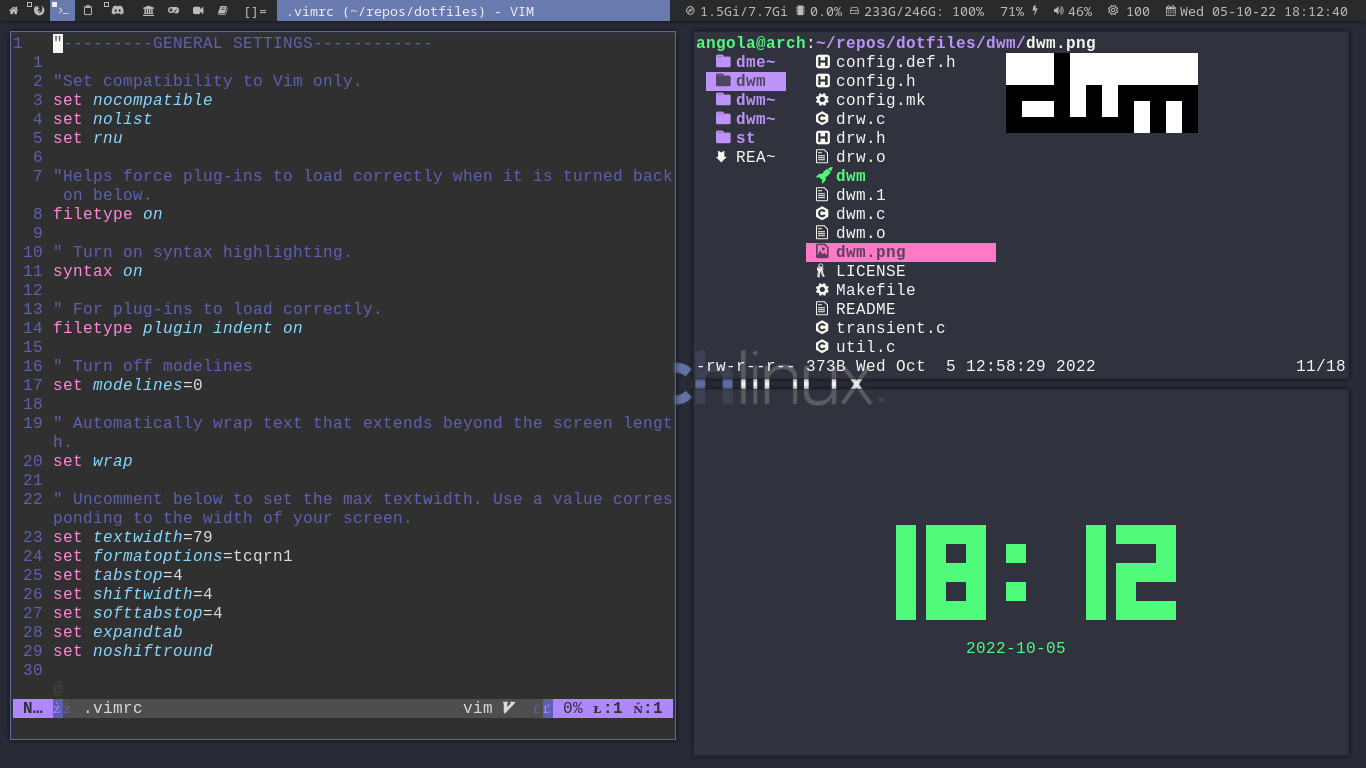 []= .vimrc (~/repos/dotfiles) - VIM 1.5Gi/7.7Gi 0.0% 233G/246G: 100% 71% 46% 100 Wed 05-10-22 18:12:40
1 "---------GENERAL SETTINGS------------
1
2 "Set compatibility to Vim only.
3 set nocompatible
4 set nolist
5 set rnu
6
7 "Helps force plug-ins to load correctly when it is turned back
on below.
8 filetype on
9
10 " Turn on syntax highlighting.
11 syntax on
12
13 " For plug-ins to load correctly.
14 filetype plugin indent on
15
16 " Turn off modelines
17 set modelines=0
18
19 " Automatically wrap text that extends beyond the screen lengt
h.
20 set wrap
21
22 " Uncomment below to set the max textwidth. Use a value corres
ponding to the width of your screen.
23 set textwidth=79
24 set formatoptions=tcqrn1
25 set tabstop=4
26 set shiftwidth=4
27 set softtabstop=4
28 set expandtab
29 set noshiftround
30
@
N… .vimrc vim 0% Ł:1 Ň:1
angola@arch:~/repos/dotfiles/dwm/dwm.png
dme~
dwm
dwm~
dwm~
st
REA~
config.def.h
config.h
config.mk
drw.c
drw.h
drw.o
dwm
dwm.1
dwm.c
dwm.o
dwm.png
LICENSE
Makefile
README
transient.c
util.c
dwm
-rw-r--r-- 373B Wed Oct  5 12:58:29 2022 11/18
chlinux™
18:12
2022-10-05